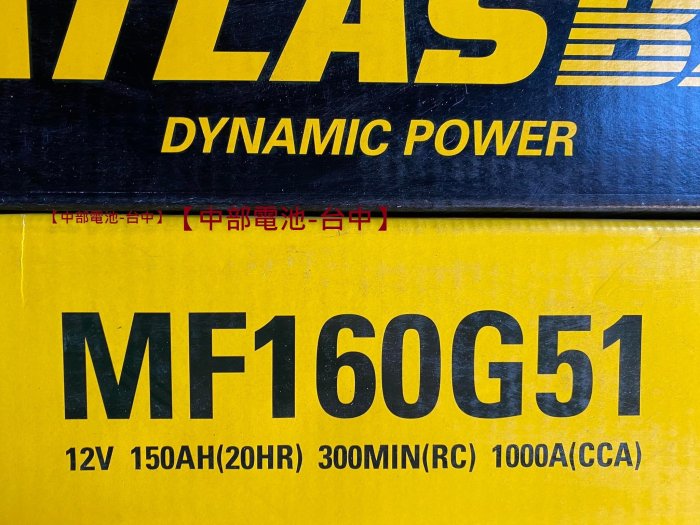 ATLASB
DYNAMIC POWER
【中部電池-台中】 【中部電池-台中】
MF160G51
12V 150AH(20HR) 300MIN(RC) 1000A(CCA)